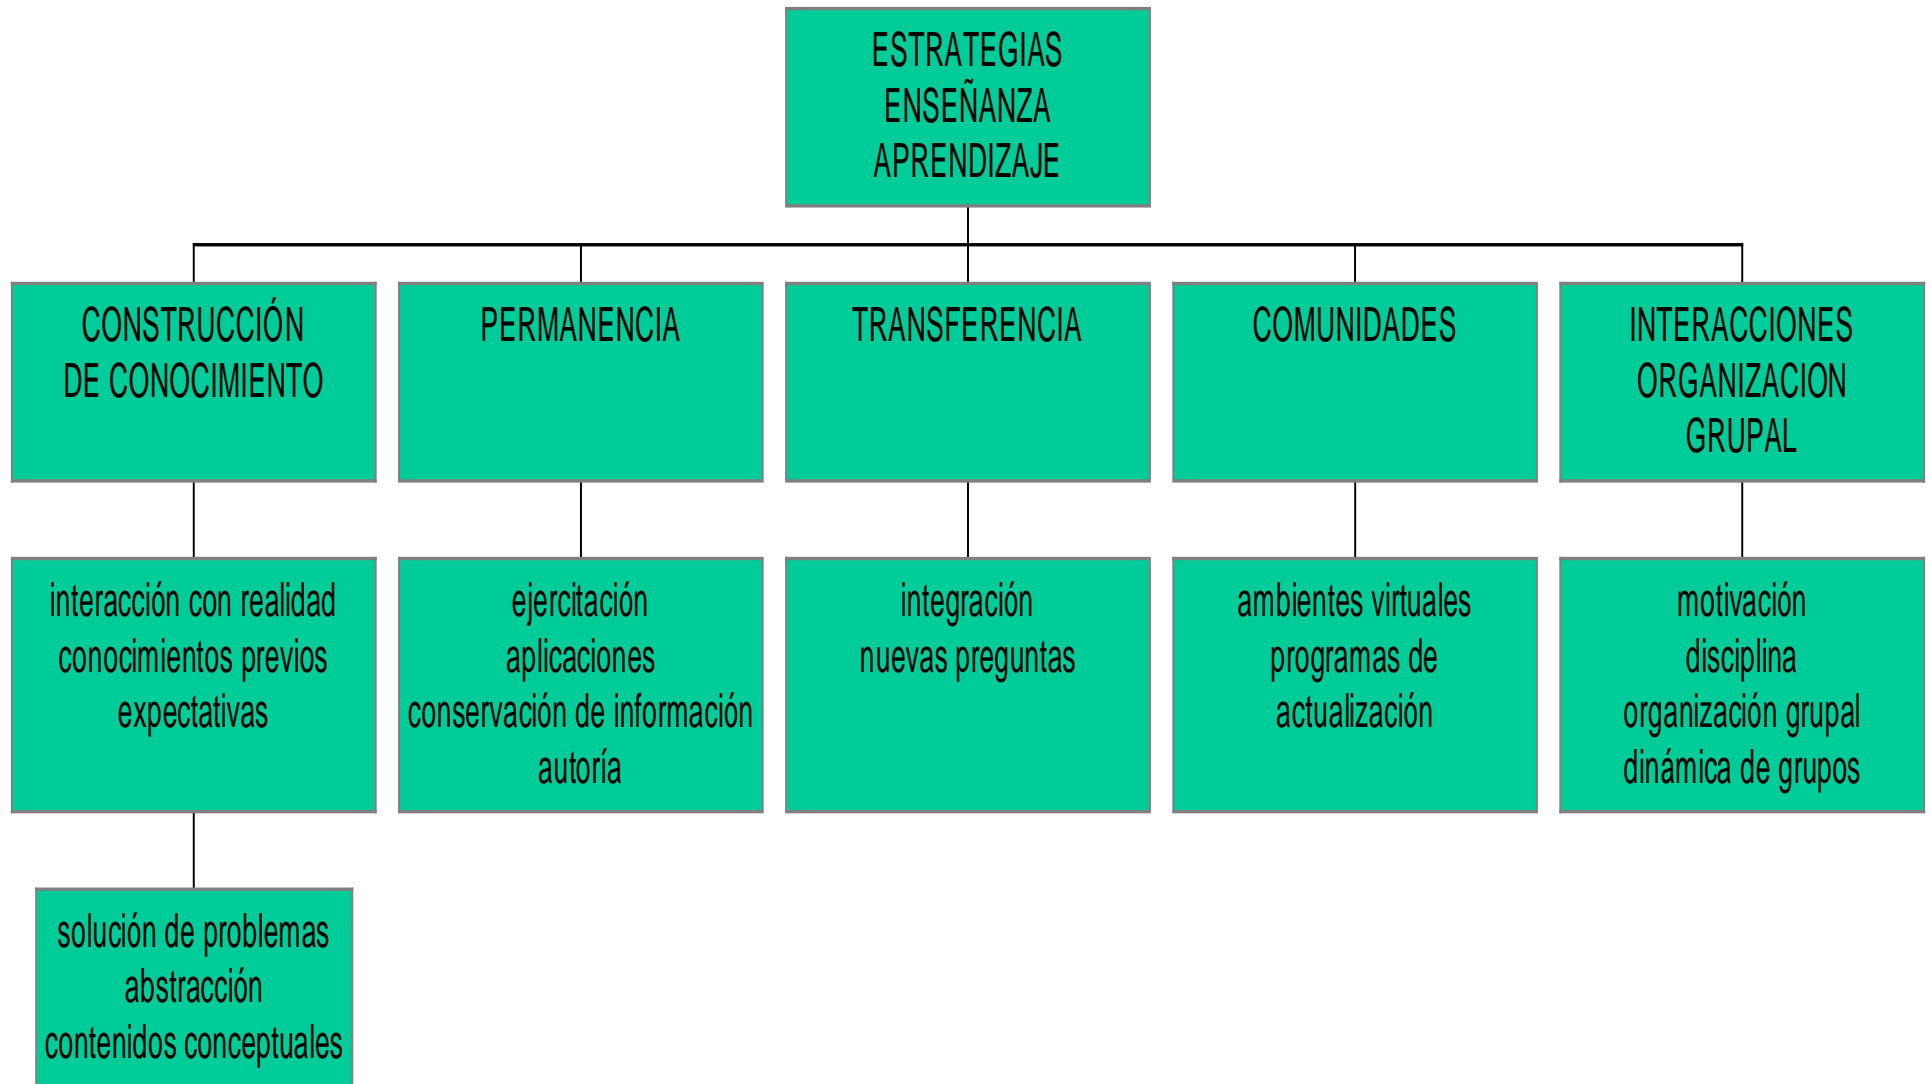 ESTRATEGIAS
ENSEÑANZA
APRENDIZAJE
CONSTRUCCIÓN
DE CONOCIMIENTO
PERMANENCIA
TRANSFERENCIA
COMUNIDADES
INTERACCIONES
ORGANIZACION
GRUPAL
interacción con realidad
conocimientos previos
expectativas
ejercitación
aplicaciones
conservación de información
autoría
integración
nuevas preguntas
ambientes virtuales
programas de
actualización
motivación
disciplina
organización grupal
dinámica de grupos
solución de problemas
abstracción
contenidos conceptuales